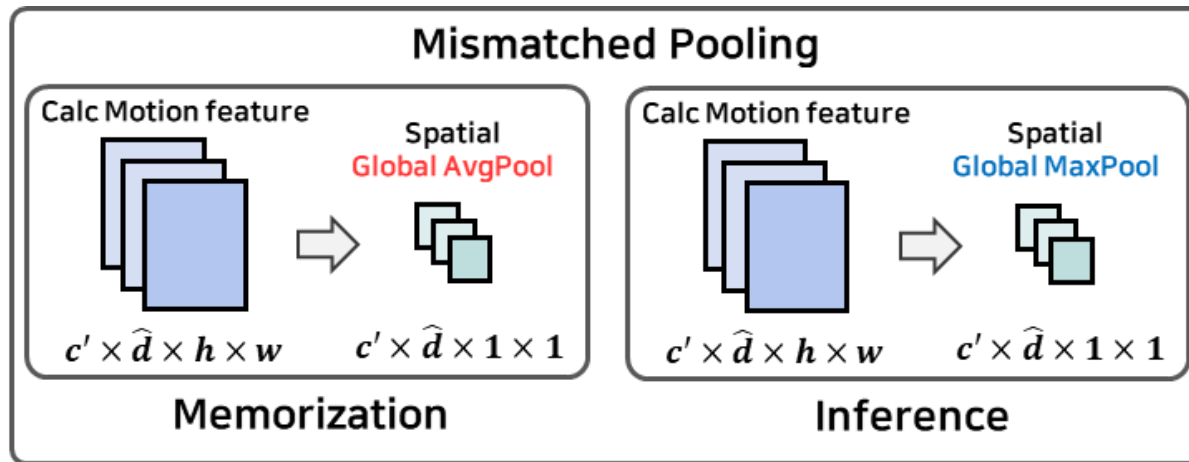 Mismatched Pooling
Calc Motion feature
Spatial
Global AvgPool
c′ × d̂ × h × w
c′ × d̂ × 1 × 1
Memorization
Calc Motion feature
Spatial
Global MaxPool
c′ × d̂ × h × w
c′ × d̂ × 1 × 1
Inference